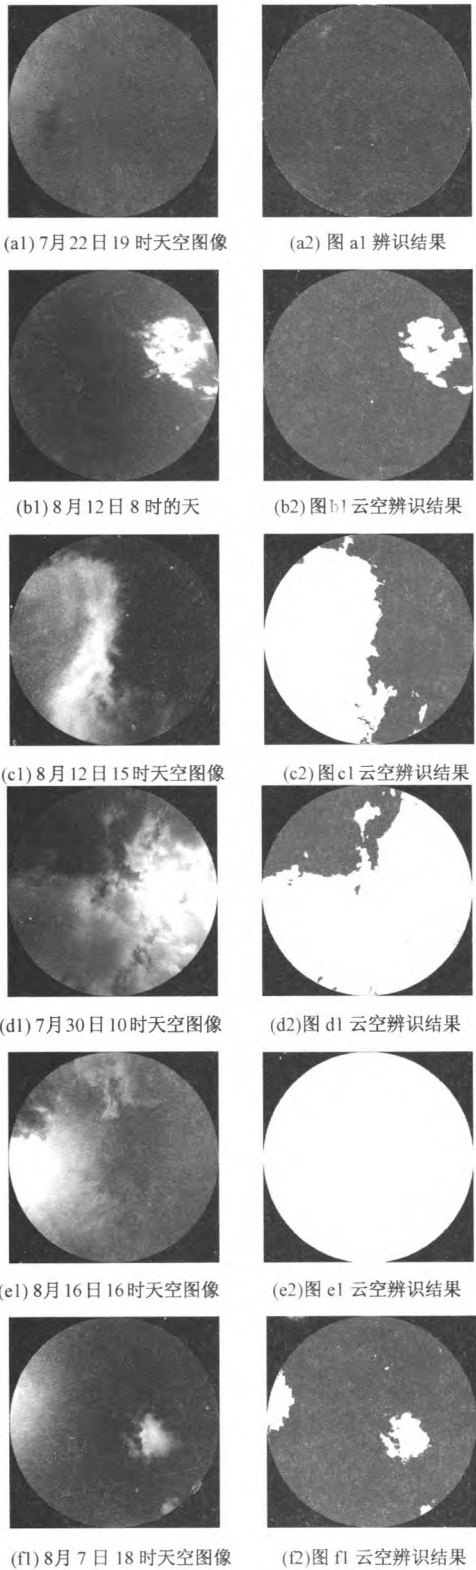 (a1) 7月22日19时天空图像
(a2) 图 a1 辨识结果
(b1) 8月12日 8 时的天
(b2) 图b1 云空辨识结果
(c1) 8月12日15时天空图像
(c2) 图c1 云空辨识结果
(d1) 7月30日10时天空图像
(d2)图 d1 云空辨识结果
(e1) 8月16日16时天空图像
(e2)图 e1 云空辨识结果
(f1) 8月 7 日 18 时天空图像
(f2)图 f1 云空辨识结果